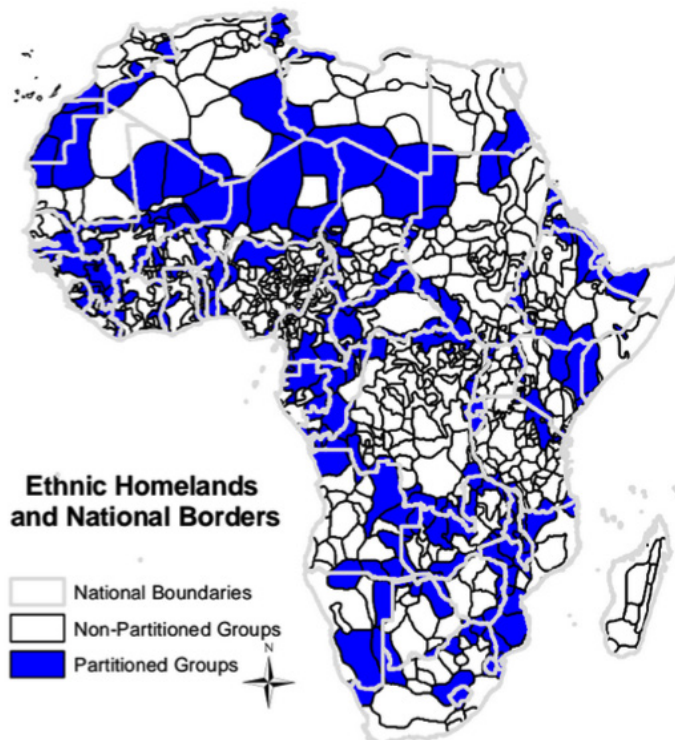 Ethnic Homelands
and National Borders
National Boundaries
Non-Partitioned Groups
Partitioned Groups
N